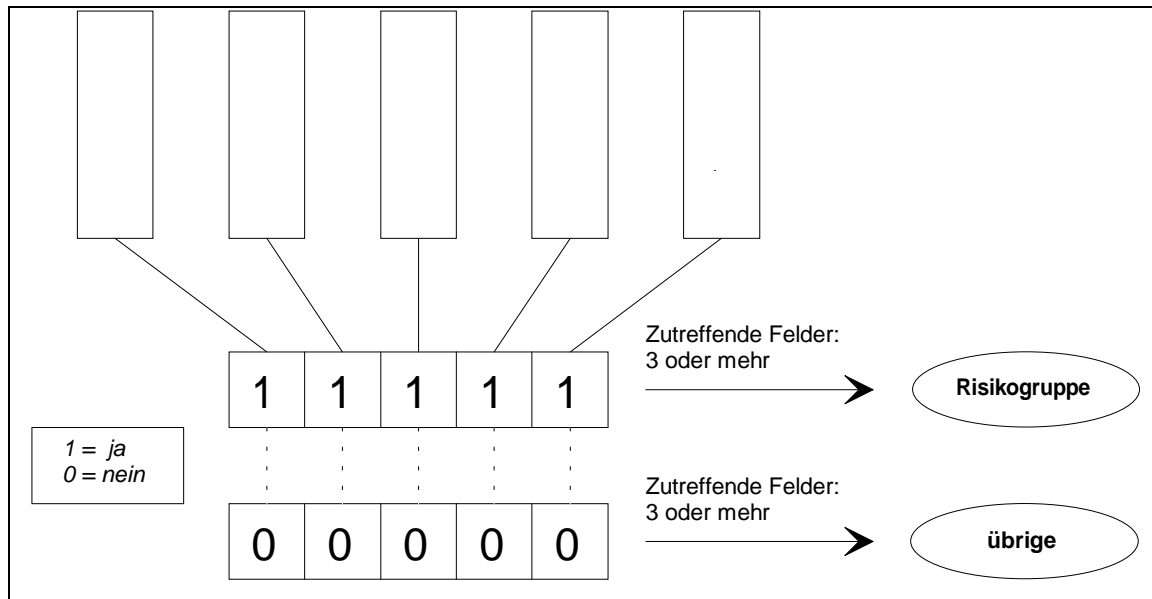 Zutreffende Felder:
3 oder mehr
1 1 1 1 1
Risikogruppe
1 = ja
0 = nein
Zutreffende Felder:
3 oder mehr
0 0 0 0 0
übrige